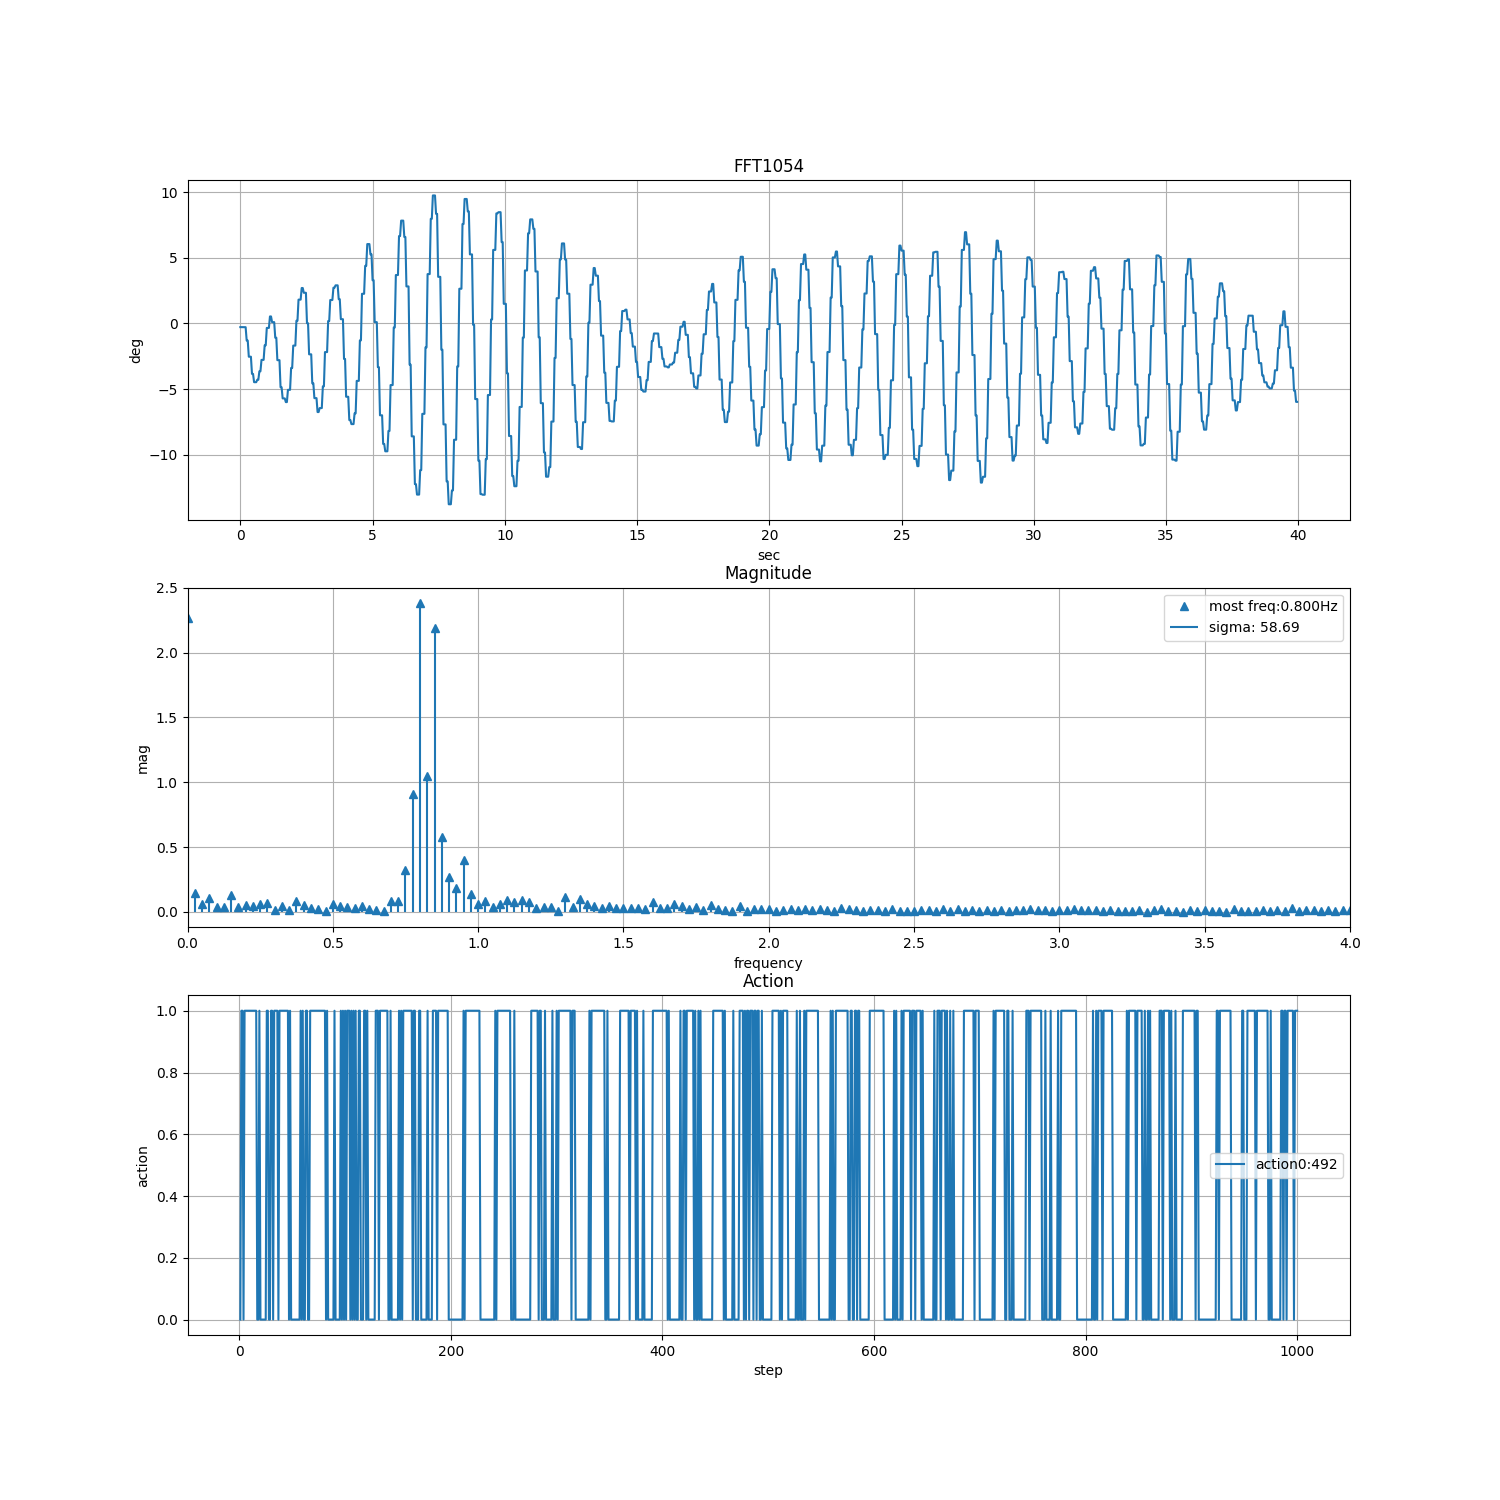 FFT1054
10
5
0
−5
−10
deg
0 5 10 15 20 25 30 35 40
sec
Magnitude
2.5
2.0
1.5
1.0
0.5
0.0
mag
most freq:0.800Hz
sigma: 58.69
0.0 0.5 1.0 1.5 2.0 2.5 3.0 3.5 4.0
frequency
Action
1.0
0.8
0.6
0.4
0.2
0.0
action
action0:492
0 200 400 600 800 1000
step